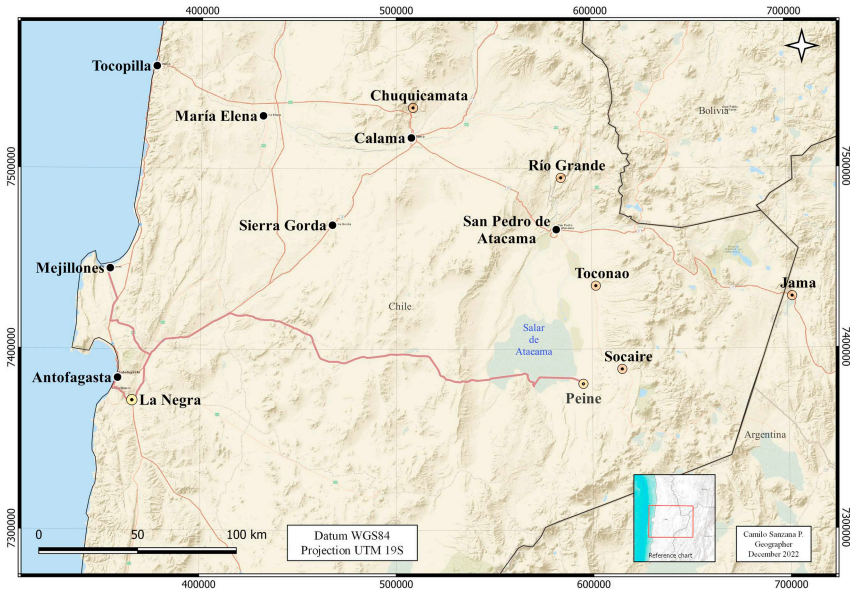 400000
500000
600000
700000
Tocopilla
Chuquicamata
María Elena
Calama
Bolivia
7500000
7500000
Río Grande
Sierra Gorda
San Pedro de
Atacama
Mejillones
Toconao
Jama
Chile
Salar
de
Atacama
7400000
7400000
Socaire
Antofagasta
La Negra
Peine
Argentina
7300000
7300000
0
50
100 km
Datum WGS84
Projection UTM 19S
Reference chart
Camilo Sanzana P.
Geographer
December 2022
400000
500000
600000
700000